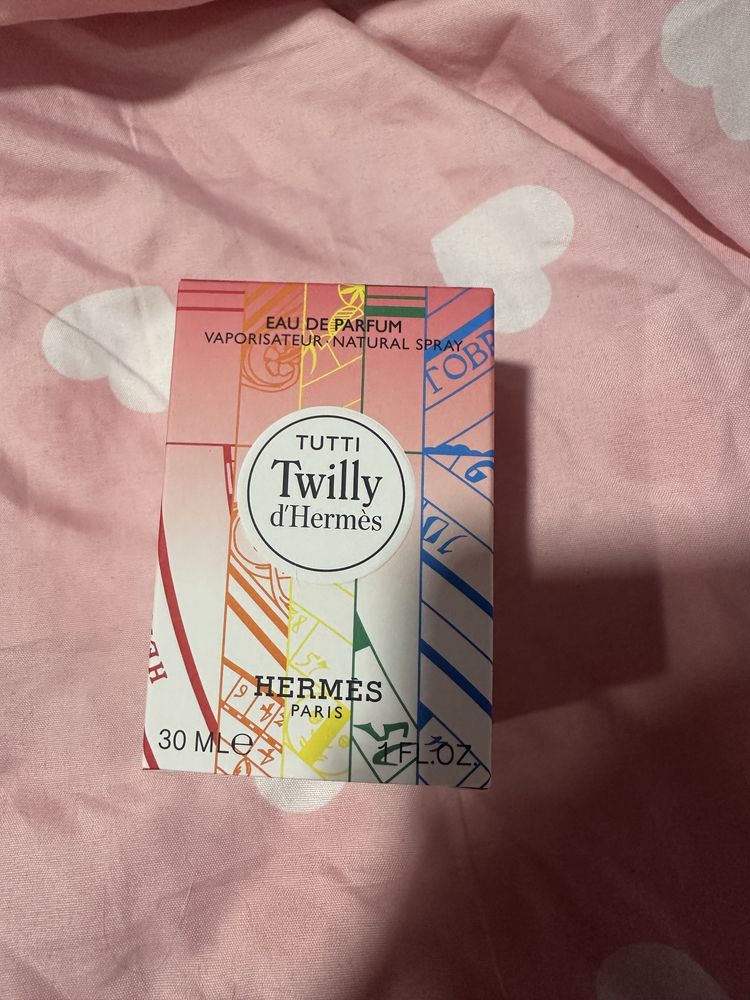 EAU DE PARFUM
VAPORISATEUR·NATURAL SPRAY
TUTTI
Twilly
d'Hermès
HERMÈS
PARIS
30 ML℮
1 FL.OZ.